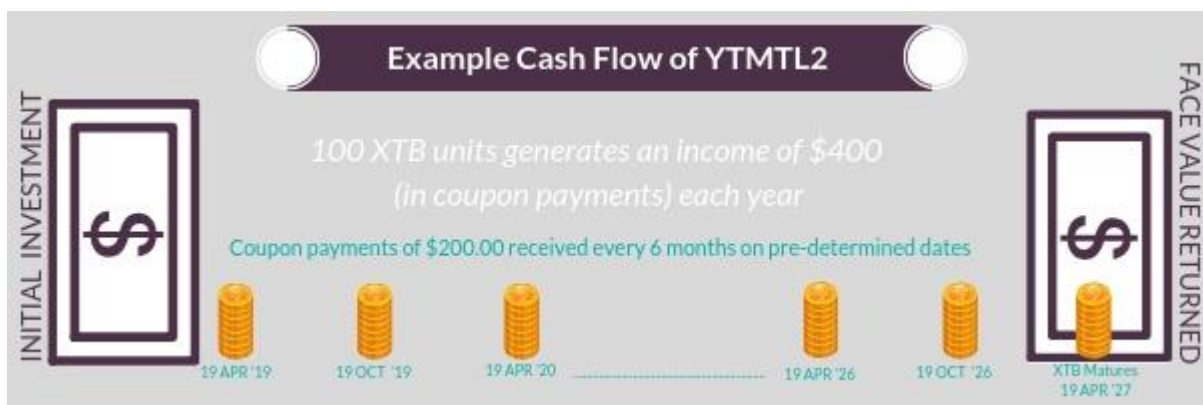 Example Cash Flow of YTMTL2
INITIAL INVESTMENT
100 XTB units generates an income of $400
(in coupon payments) each year
Coupon payments of $200.00 received every 6 months on pre-determined dates
$
$
19 APR '19
19 OCT '19
19 APR '20
19 APR '26
19 OCT '26
XTB Matures
19 APR '27
FACE VALUE RETURNED